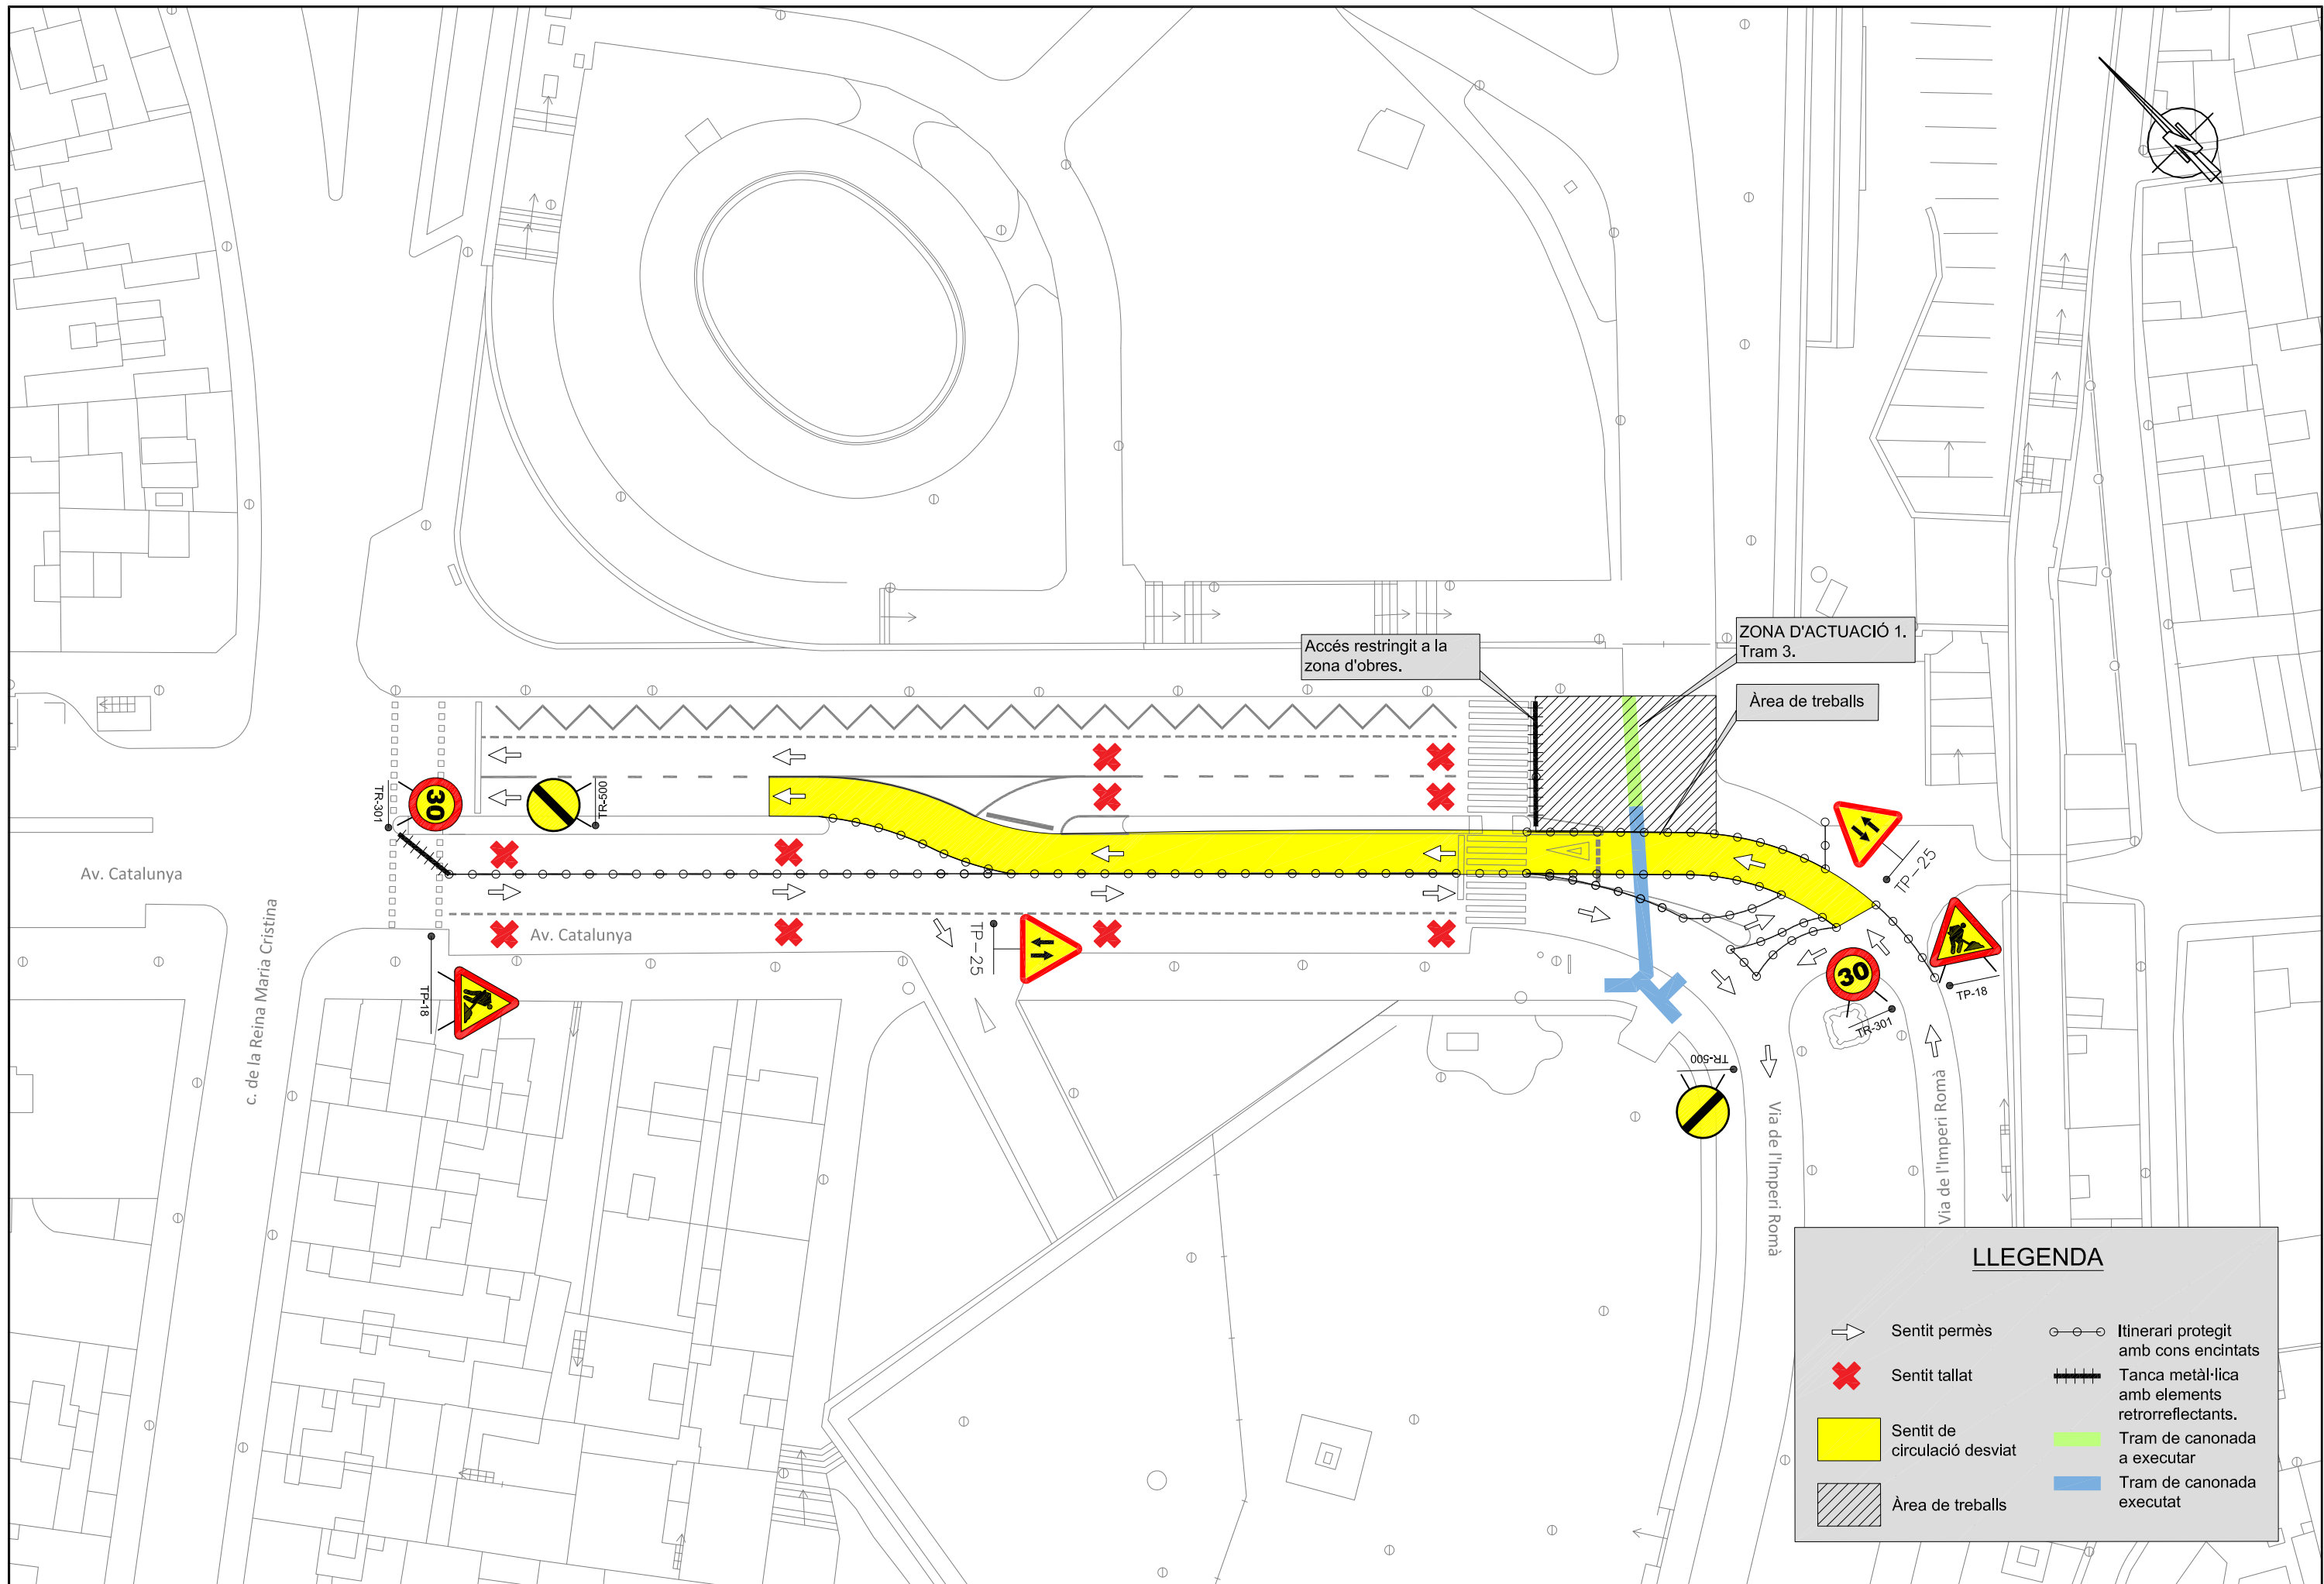 Accés restringit a la
zona d'obres.
ZONA D'ACTUACIÓ 1.
Tram 3.
Àrea de treballs
TR-301
30
TR-500
TP-25
Av. Catalunya
Av. Catalunya
TP-25
c. de la Reina Maria Cristina
TP-18
30
TP-18
TR-301
TR-500
Via de l'Imperi Romà
Via de l'Imperi Romà
LLEGENDA
Sentit permès
Sentit tallat
Sentit de
circulació desviat
Àrea de treballs
Itinerari protegit
amb cons encintats
Tanca metàl·lica
amb elements
retrorreflectants.
Tram de canonada
a executar
Tram de canonada
executat